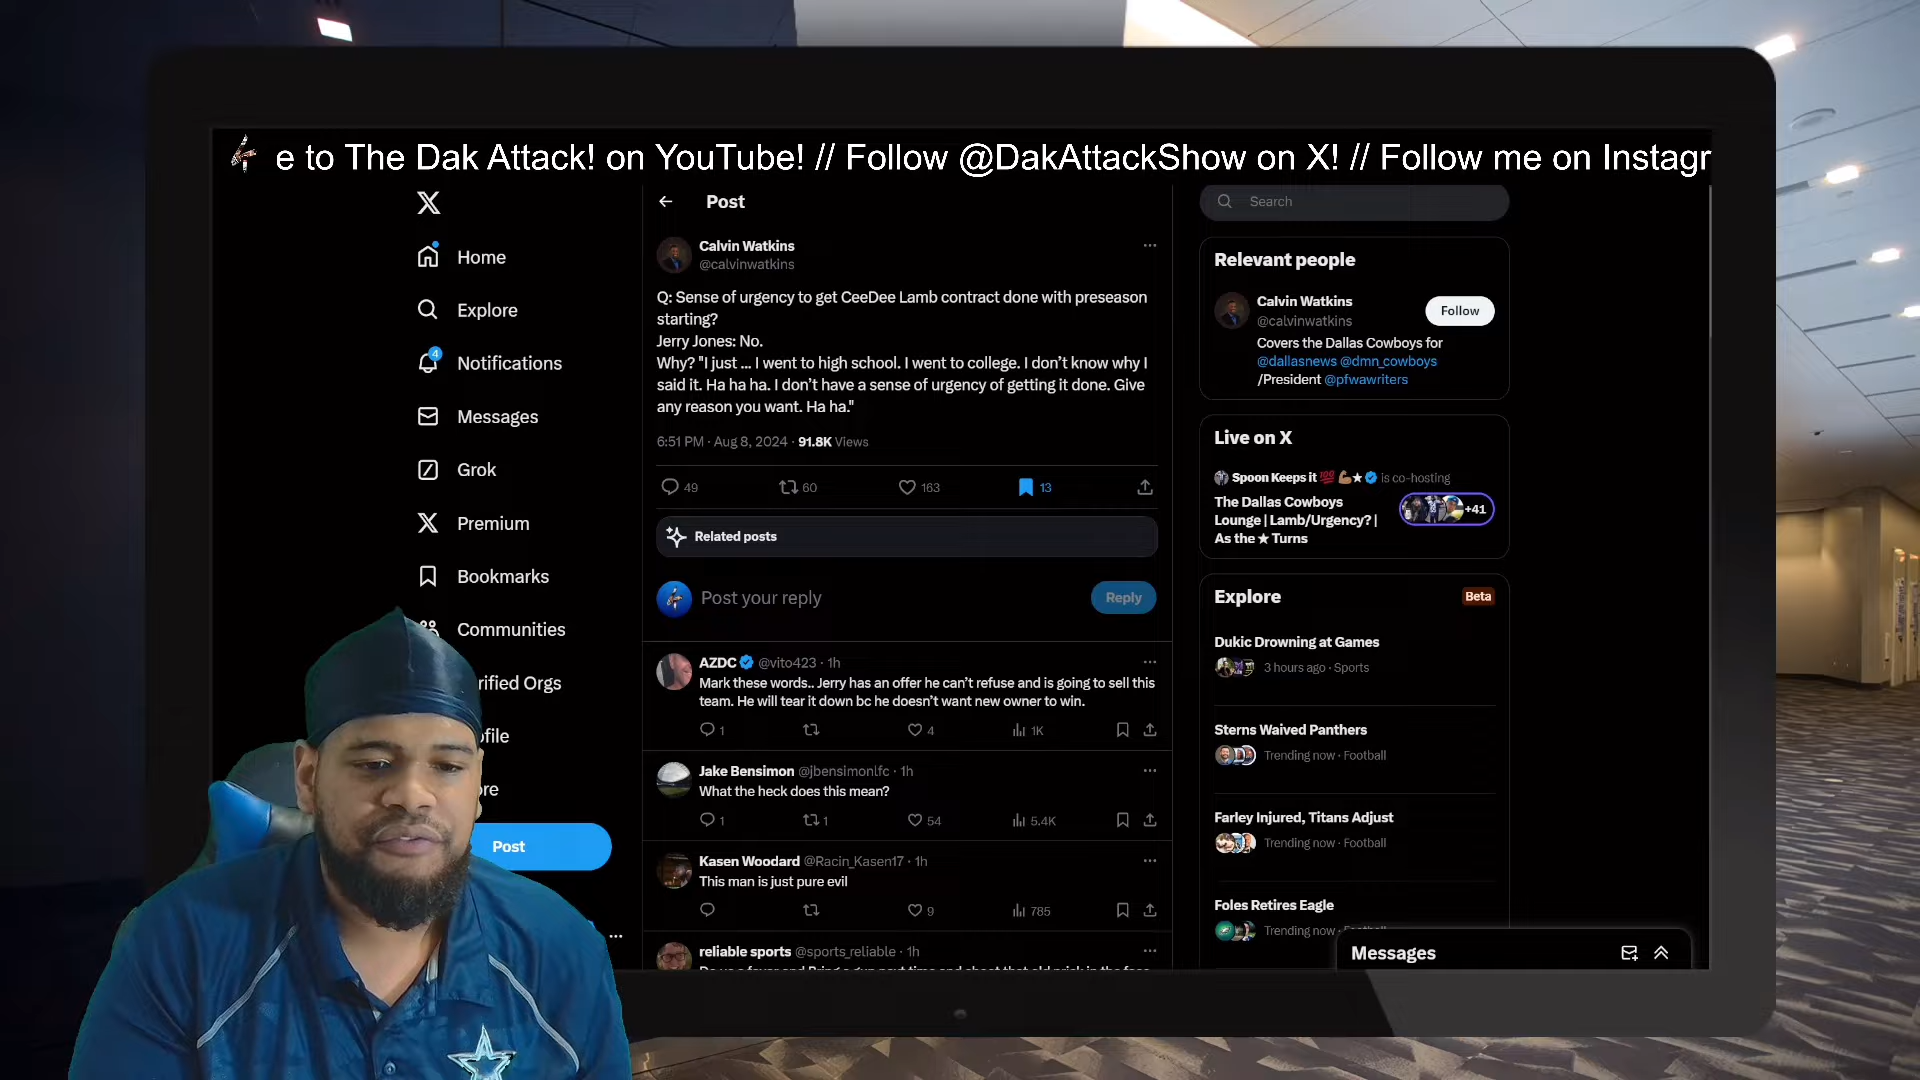 e to The Dak Attack! on YouTube! // Follow @DakAttackShow on X! // Follow me on Instagr
Home
Explore
4
Notifications
Messages
Grok
Premium
Bookmarks
Communities
rified Orgs
ofile
ore
Post
Post
Calvin Watkins
@calvinwatkins
Q: Sense of urgency to get CeeDee Lamb contract done with preseason
starting?
Jerry Jones: No.
Why? "I just ... I went to high school. I went to college. I don't know why I
said it. Ha ha ha. I don't have a sense of urgency of getting it done. Give
any reason you want. Ha ha."
6:51 PM · Aug 8, 2024 · 91.8K Views
49 60 163 13
Related posts
Post your reply
Reply
AZDC @vito423 · 1h
Mark these words.. Jerry has an offer he can't refuse and is going to sell this
team. He will tear it down bc he doesn't want new owner to win.
1 4 1K
Jake Bensimon @jbensimonlfc · 1h
What the heck does this mean?
1 1 54 5.4K
Kasen Woodard @Racin_Kasen17 · 1h
This man is just pure evil
9 785
reliable sports @sports_reliable · 1h
Search
Relevant people
Calvin Watkins
@calvinwatkins
Follow
Covers the Dallas Cowboys for
@dallasnews @dmn_cowboys
/President @pfwawriters
Live on X
Spoon Keeps it 💯 💪🏽★ is co-hosting
The Dallas Cowboys
Lounge | Lamb/Urgency? |
As the ★ Turns
+41
Explore
Beta
Dukic Drowning at Games
3 hours ago · Sports
Sterns Waived Panthers
Trending now · Football
Farley Injured, Titans Adjust
Trending now · Football
Foles Retires Eagle
Trending now ·
Messages